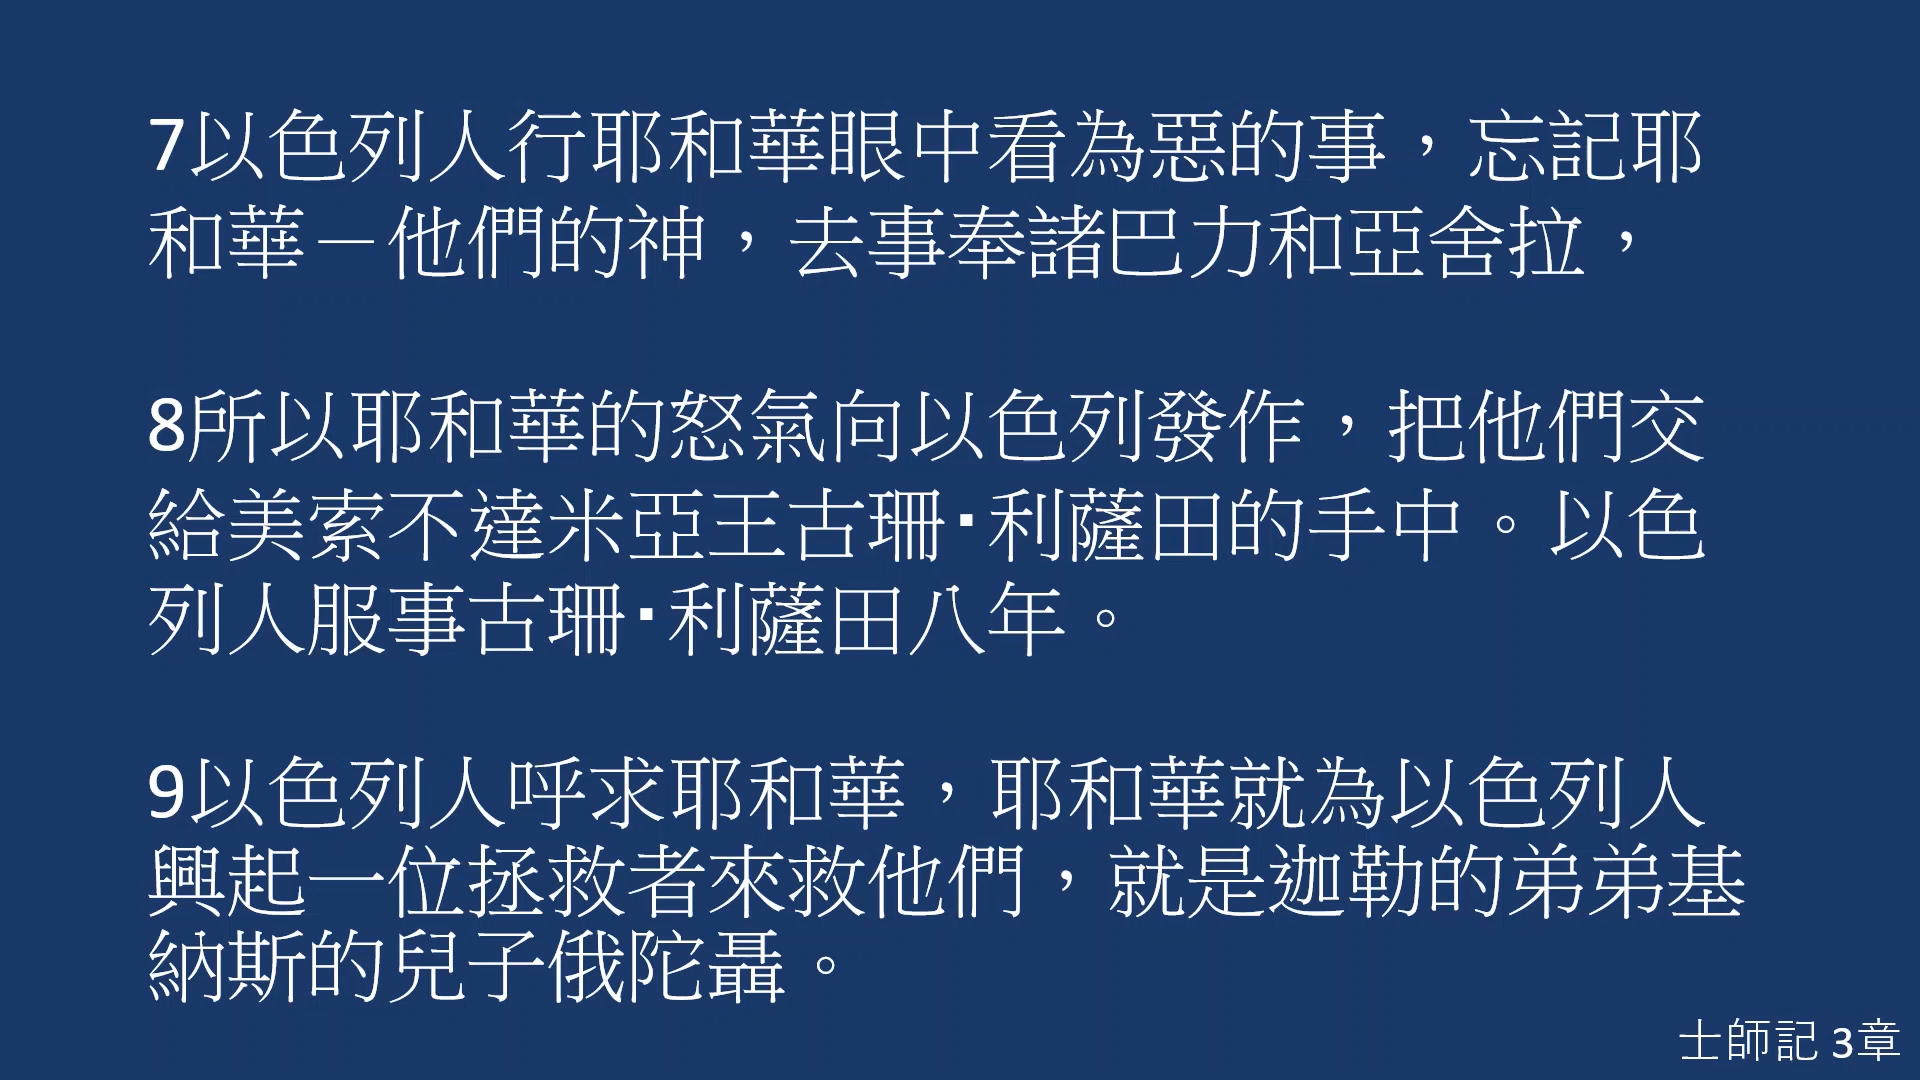 7以色列人行耶和華眼中看為惡的事，忘記耶
和華－他們的神，去事奉諸巴力和亞舍拉，
8所以耶和華的怒氣向以色列發作，把他們交
給美索不達米亞王古珊‧利薩田的手中。以色
列人服事古珊‧利薩田八年。
9以色列人呼求耶和華，耶和華就為以色列人
興起一位拯救者來救他們，就是迦勒的弟弟基
納斯的兒子俄陀聶。
士師記 3章